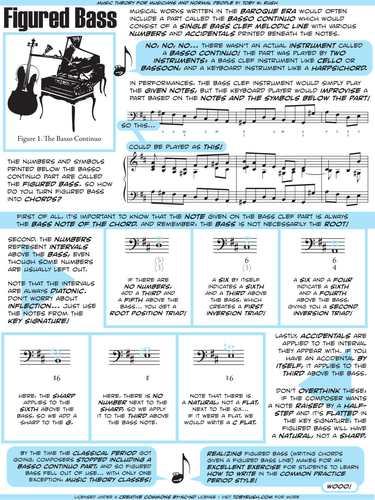 MUSIC THEORY FOR MUSICIANS AND NORMAL PEOPLE BY TOBY W. RUSH
Figured Bass
MUSICAL WORKS WRITTEN IN THE BAROQUE ERA WOULD OFTEN
INCLUDE A PART CALLED THE BASSO CONTINUO WHICH WOULD
CONSIST OF A SINGLE BASS CLEF MELODIC LINE WITH VARIOUS
NUMBERS AND ACCIDENTALS PRINTED BENEATH THE NOTES.
NO, NO, NO... THERE WASN'T AN ACTUAL INSTRUMENT CALLED
A BASSO CONTINUO! THE PART WAS PLAYED BY TWO
INSTRUMENTS: A BASS CLEF INSTRUMENT LIKE CELLO OR
BASSOON, AND A KEYBOARD INSTRUMENT LIKE A HARPSICHORD.
Figure 1. The Basso Continuo
IN PERFORMANCES, THE BASS CLEF INSTRUMENT WOULD SIMPLY PLAY
THE GIVEN NOTES, BUT THE KEYBOARD PLAYER WOULD IMPROVISE A
PART BASED ON THE NOTES AND THE SYMBOLS BELOW THE PART!
SO THIS...
COULD BE PLAYED AS THIS!
THE NUMBERS AND SYMBOLS
PRINTED BELOW THE BASSO
CONTINUO PART ARE CALLED
THE FIGURED BASS. SO HOW
DO YOU TURN FIGURED BASS
INTO CHORDS?
FIRST OF ALL: IT'S IMPORTANT TO KNOW THAT THE NOTE GIVEN ON THE BASS CLEF PART IS ALWAYS
THE BASS NOTE OF THE CHORD. AND REMEMBER: THE BASS IS NOT NECESSARILY THE ROOT!
SECOND, THE NUMBERS
REPRESENT INTERVALS
ABOVE THE BASS, EVEN
THOUGH SOME NUMBERS
ARE USUALLY LEFT OUT.
NOTE THAT THE INTERVALS
ARE ALWAYS DIATONIC.
DON'T WORRY ABOUT
INFLECTION... JUST USE
THE NOTES FROM THE
KEY SIGNATURE!
(5)
(3)
IF THERE ARE
NO NUMBERS,
ADD A THIRD AND
A FIFTH ABOVE THE
BASS... YOU GET A
ROOT POSITION TRIAD!
6
(3)
A SIX BY ITSELF
INDICATES A SIXTH
AND A THIRD ABOVE
THE BASS, WHICH
CREATES A FIRST
INVERSION TRIAD!
6
4
A SIX AND A FOUR
INDICATE A SIXTH
AND A FOURTH
ABOVE THE BASS,
GIVING YOU A SECOND
INVERSION TRIAD!
♯6
HERE, THE SHARP
APPLIES TO THE
SIXTH ABOVE THE
BASS, SO WE ADD
A SHARP TO THE G.
HERE, THERE IS NO
NUMBER NEXT TO THE
SHARP, SO WE APPLY
IT TO THE THIRD
ABOVE THE BASS
NOTE.
♮6
NOTE THAT THIS IS
A NATURAL, NOT A FLAT,
NEXT TO THE SIX...
IF IT WERE A FLAT, WE
WOULD WRITE A C FLAT.
LASTLY, ACCIDENTALS ARE
APPLIED TO THE INTERVAL
THEY APPEAR WITH. IF YOU
HAVE AN ACCIDENTAL BY
ITSELF, IT APPLIES TO THE
THIRD ABOVE THE BASS.
DON'T OVERTHINK THESE:
IF THE COMPOSER WANTS
A NOTE RAISED BY A HALF-
STEP AND IT'S FLATTED IN
THE KEY SIGNATURE, THE
FIGURED BASS WILL HAVE
A NATURAL, NOT A SHARP.
BY THE TIME THE CLASSICAL PERIOD GOT
GOING, COMPOSERS STOPPED INCLUDING A
BASSO CONTINUO PART, AND SO FIGURED
BASS FELL OUT OF USE... WITH ONLY ONE
EXCEPTION: MUSIC THEORY CLASSES!
REALIZING FIGURED BASS (WRITING CHORDS
GIVEN A FIGURED BASS LINE) MAKES FOR AN
EXCELLENT EXERCISE FOR STUDENTS TO LEARN
HOW TO WRITE IN THE COMMON PRACTICE
PERIOD STYLE!
WOOO!
LICENSED UNDER A CREATIVE COMMONS BY-NC-ND LICENSE - VISIT TOBYRUSH.COM FOR MORE